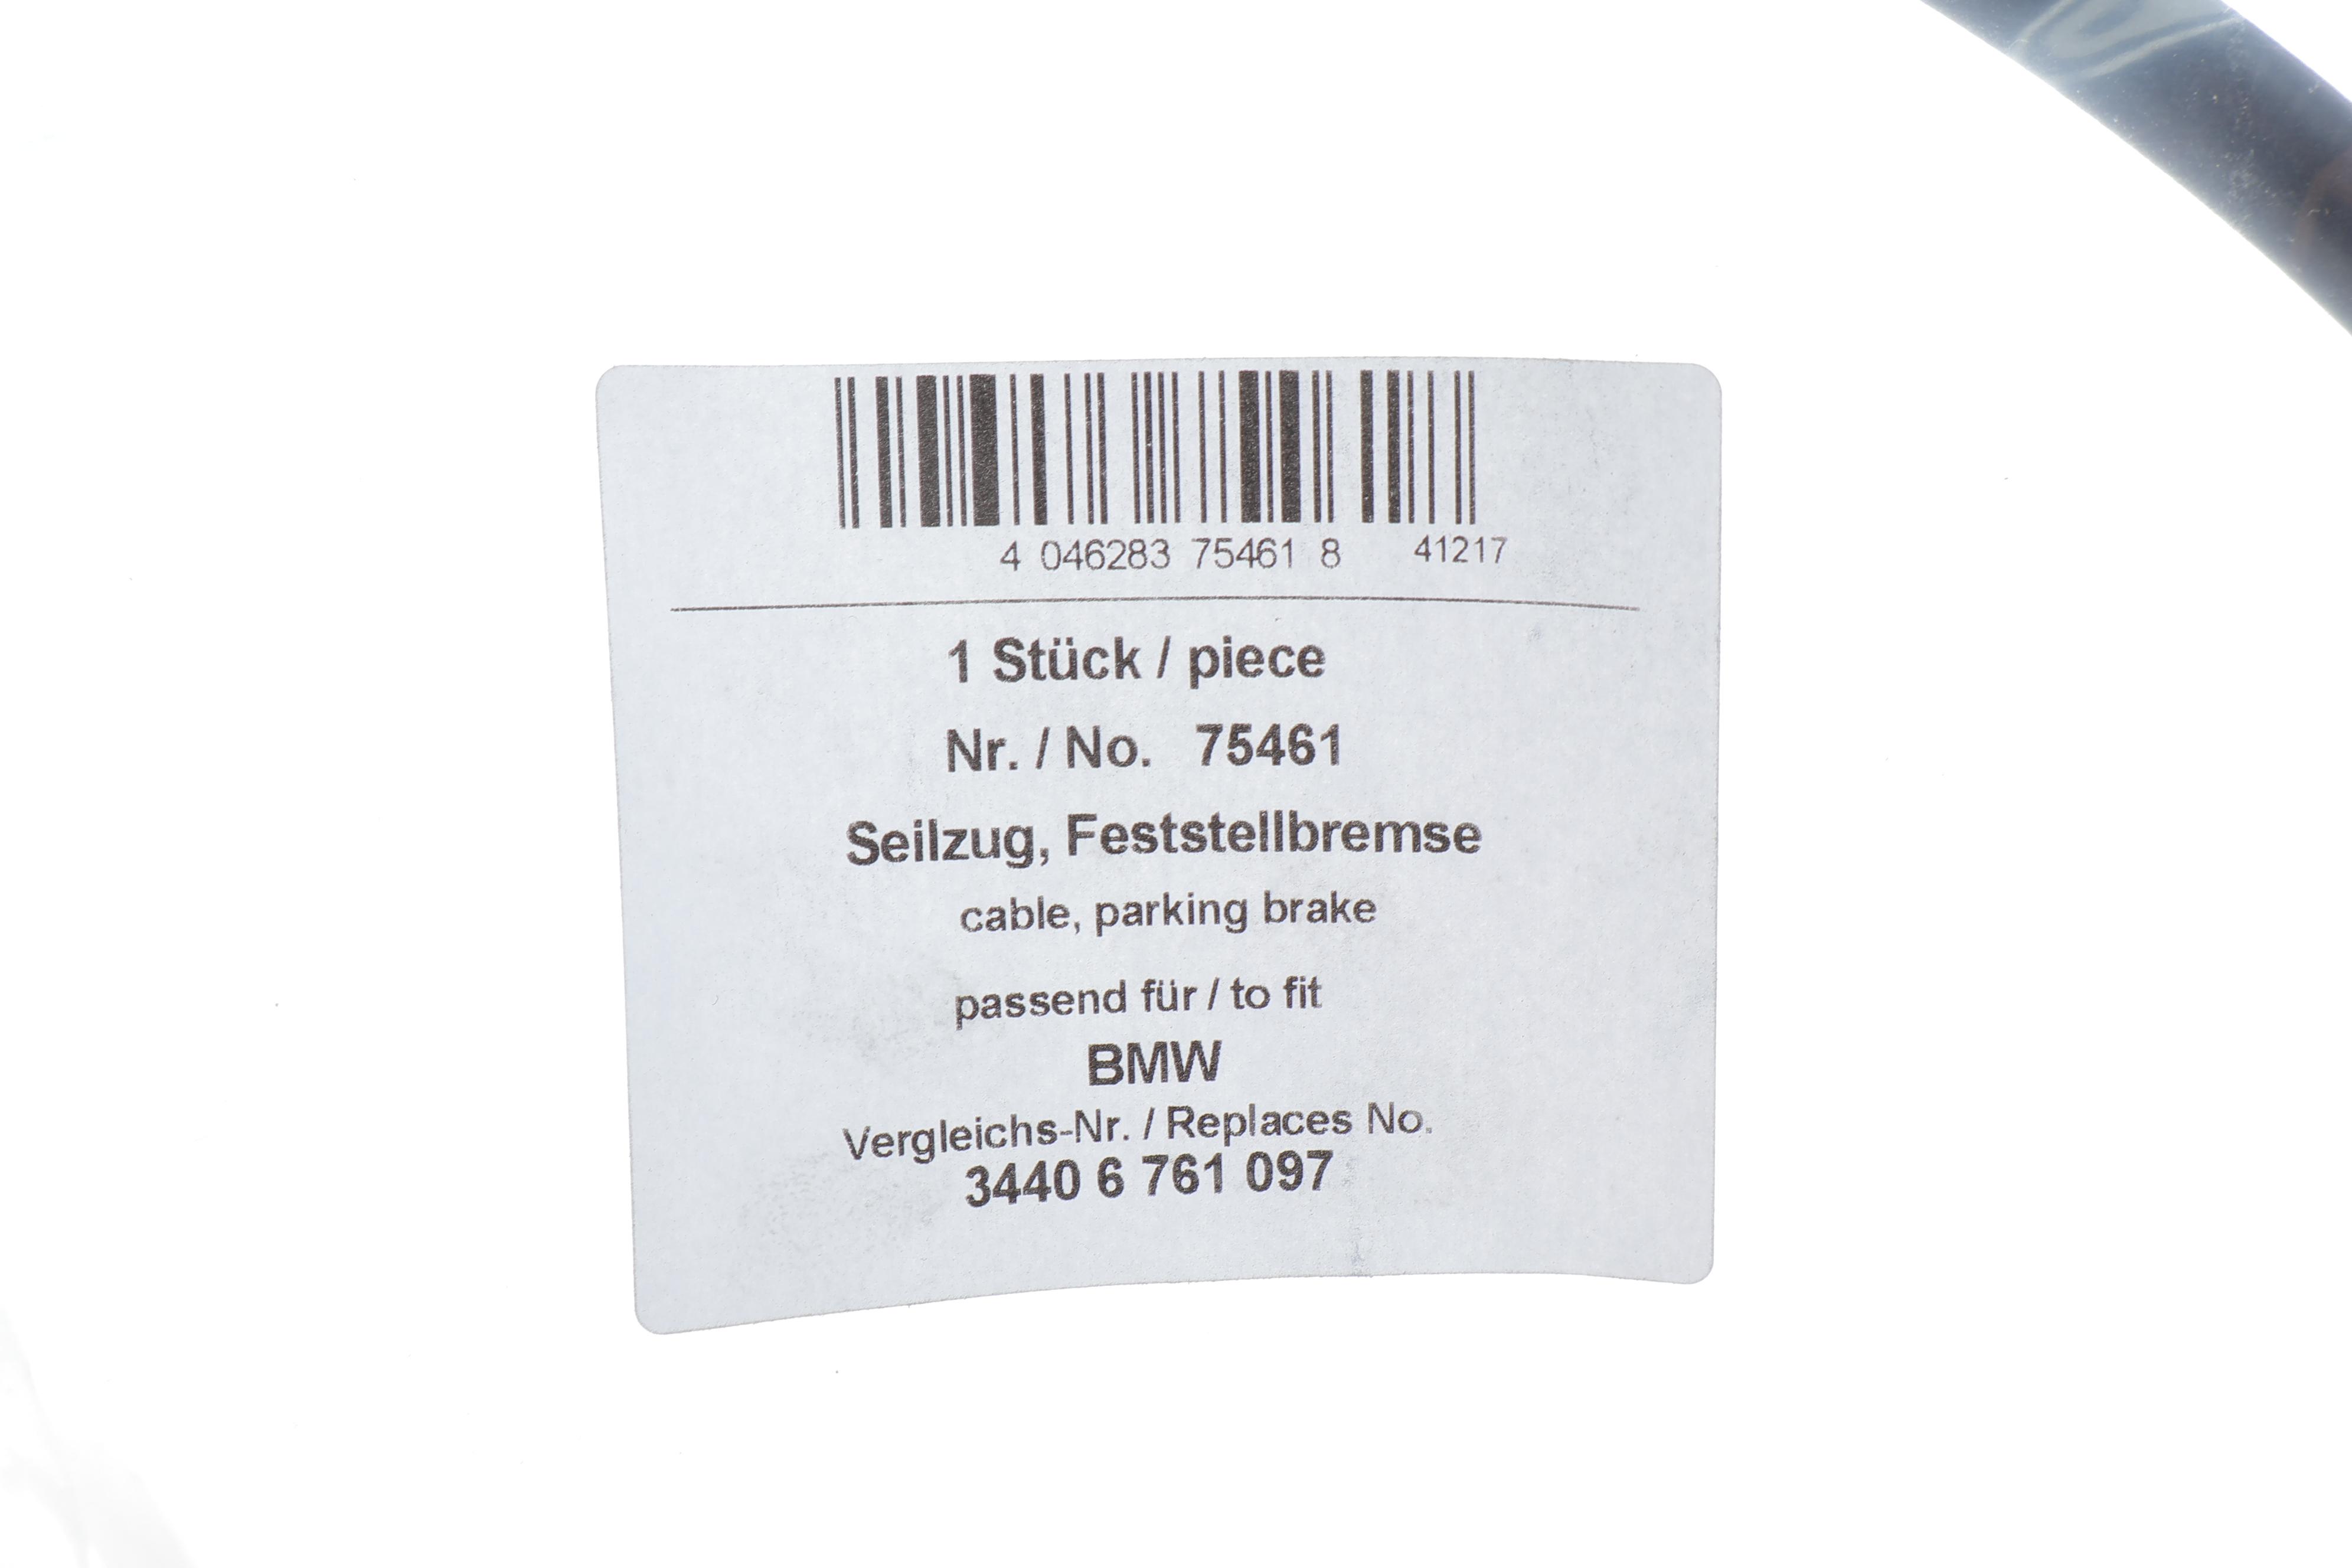 4 046283 75461 8 41217
1 Stück / piece
Nr. / No. 75461
Seilzug, Feststellbremse
cable, parking brake
passend für / to fit
BMW
Vergleichs-Nr. / Replaces No.
3440 6 761 097